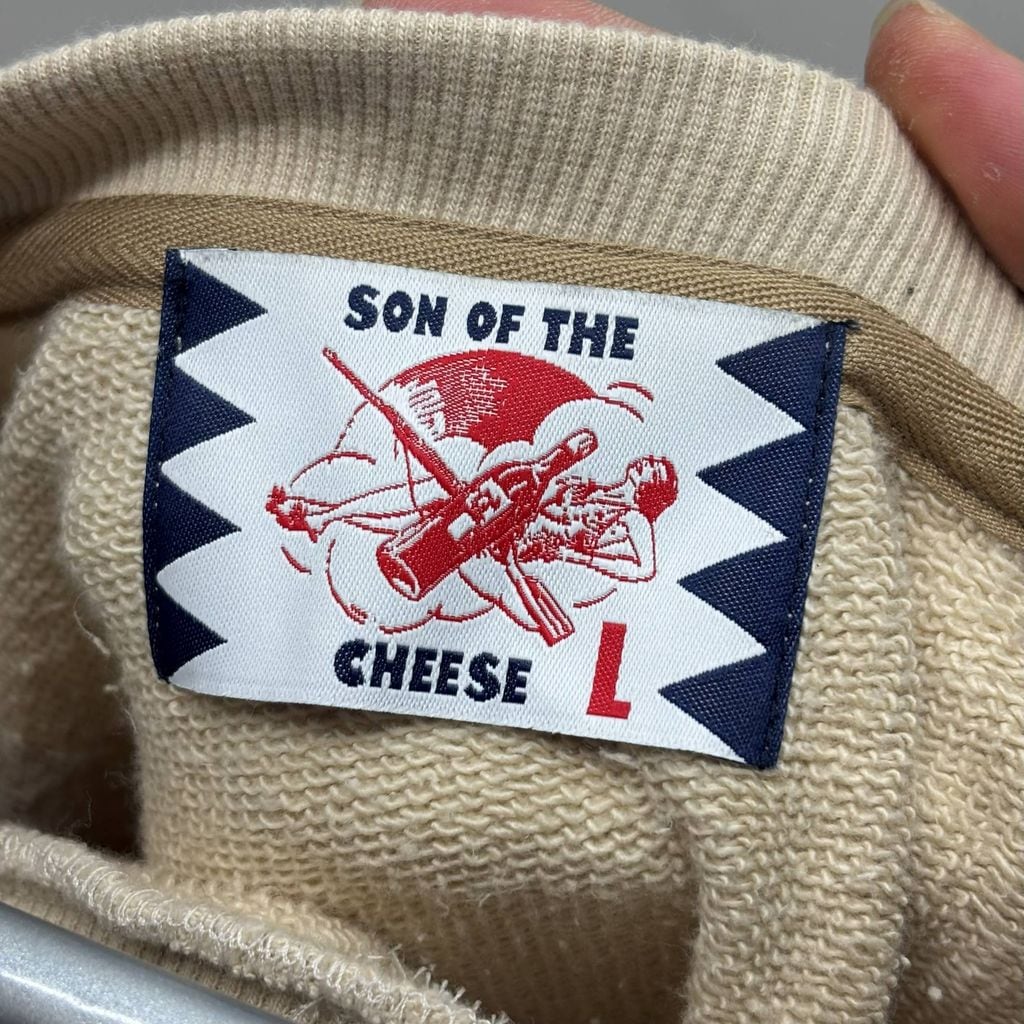 SON OF THE
CHEESE
L